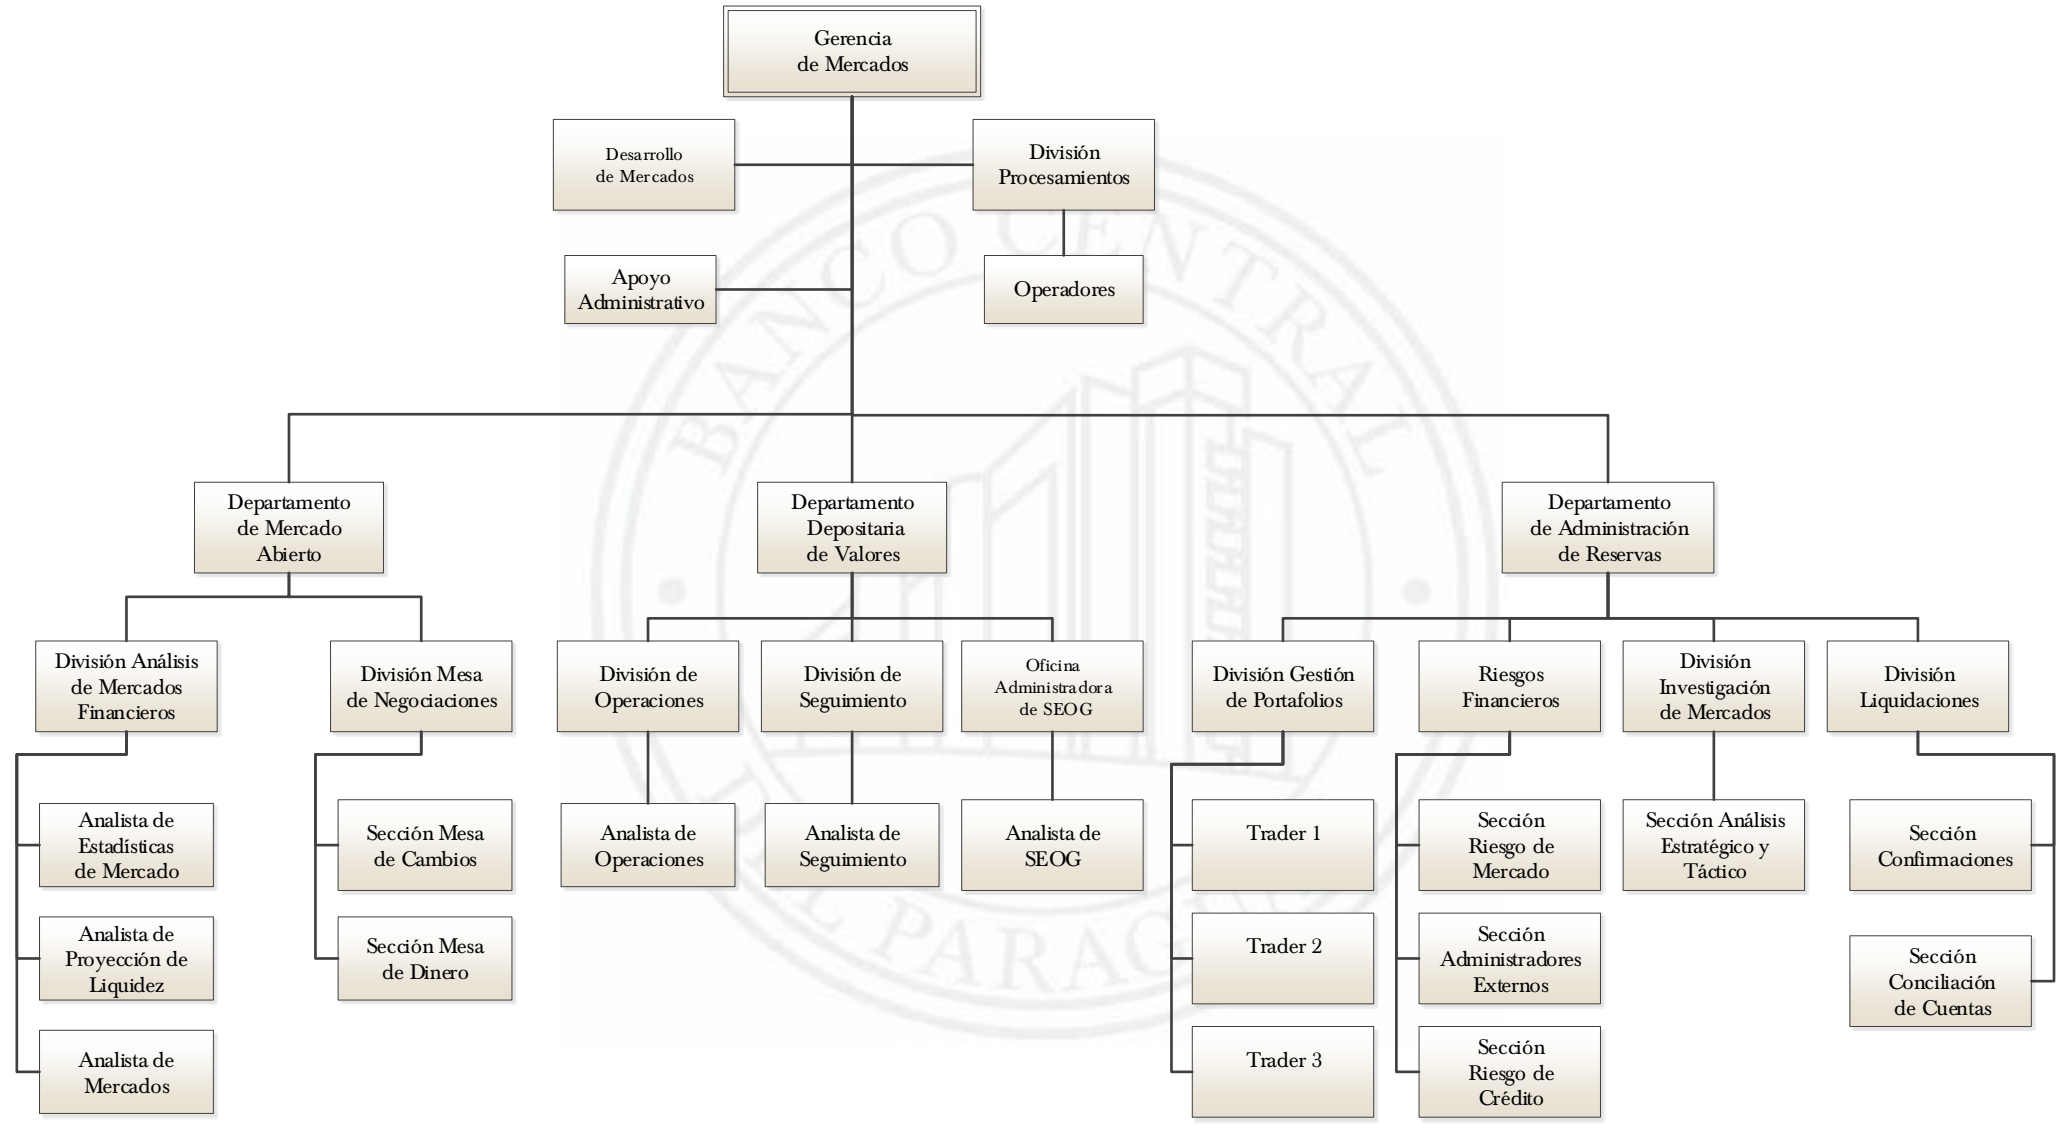 Gerencia
de Mercados
Desarrollo
de Mercados
División
Procesamientos
Apoyo
Administrativo
Operadores
Departamento
de Mercado
Abierto
Departamento
Depositaria
de Valores
Departamento
de Administración
de Reservas
División Análisis
de Mercados
Financieros
División Mesa
de Negociaciones
División de
Operaciones
División de
Seguimiento
Oficina
Administradora
de SEOG
División Gestión
de Portafolios
Riesgos
Financieros
División
Investigación
de Mercados
División
Liquidaciones
Analista de
Estadísticas
de Mercado
Sección Mesa
de Cambios
Analista de
Operaciones
Analista de
Seguimiento
Analista de
SEOG
Trader 1
Sección
Riesgo de
Mercado
Sección Análisis
Estratégico y
Táctico
Sección
Confirmaciones
Analista de
Proyección de
Liquidez
Sección Mesa
de Dinero
Trader 2
Sección
Administradores
Externos
Sección
Conciliación
de Cuentas
Analista de
Mercados
Trader 3
Sección
Riesgo de
Crédito
BANCO CENTRAL